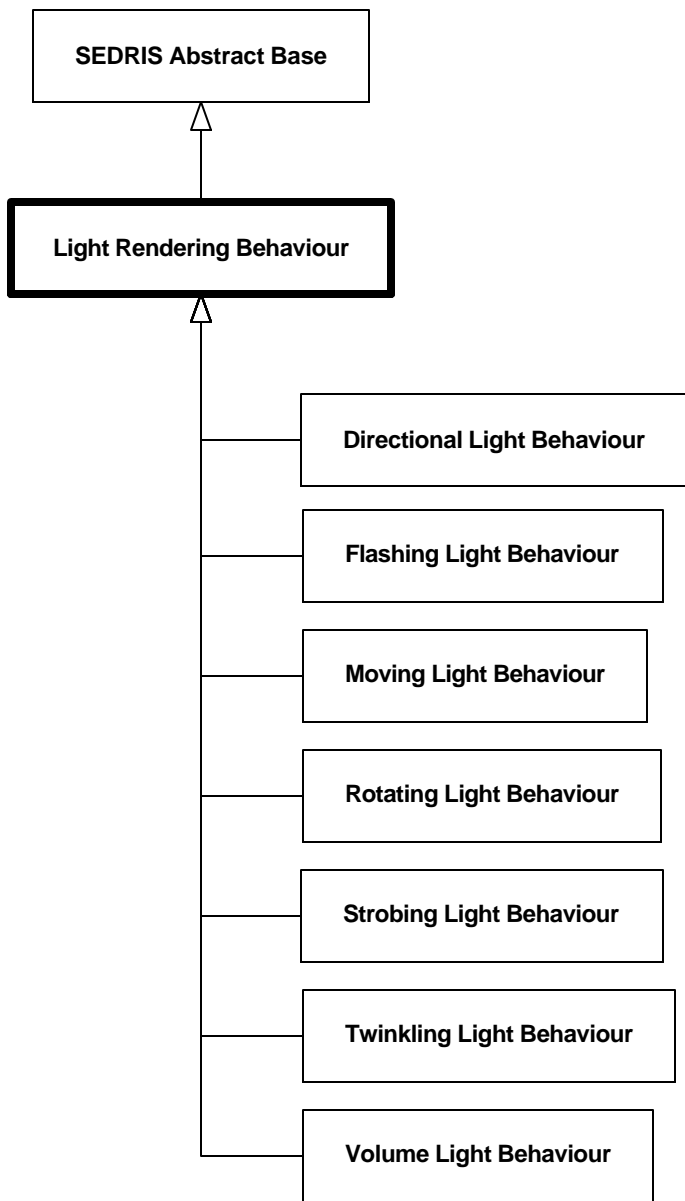 SEDRIS Abstract Base
Light Rendering Behaviour
Directional Light Behaviour
Flashing Light Behaviour
Moving Light Behaviour
Rotating Light Behaviour
Strobing Light Behaviour
Twinkling Light Behaviour
Volume Light Behaviour